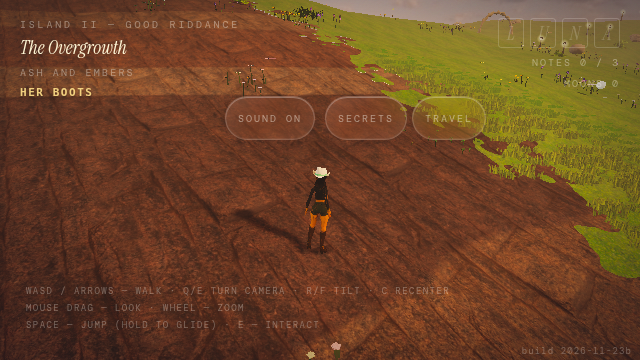 ISLAND II — GOOD RIDDANCE
The Overgrowth
ASH AND EMBERS
HER BOOTS
L U N A
NOTES 0 / 3
0
SOUND ON
SECRETS
TRAVEL
WASD / ARROWS — WALK · Q/E TURN CAMERA · R/F TILT · C RECENTER
MOUSE DRAG — LOOK · WHEEL — ZOOM
SPACE — JUMP (HOLD TO GLIDE) · E — INTERACT
build 2026-11-23b